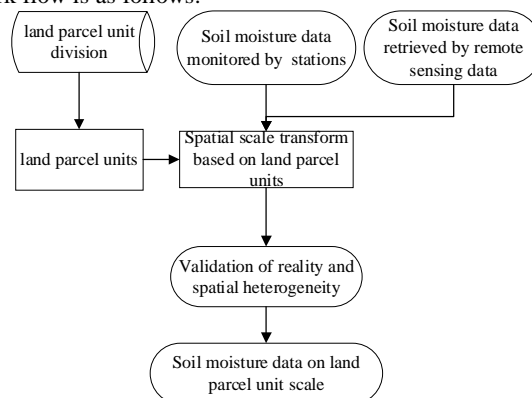 rk flow is as follows:
land parcel unit
division
Soil moisture data
monitored by stations
Soil moisture data
retrieved by remote
sensing data
land parcel units
Spatial scale transform
based on land parcel
units
Validation of reality and
spatial heterogeneity
Soil moisture data on land
parcel unit scale